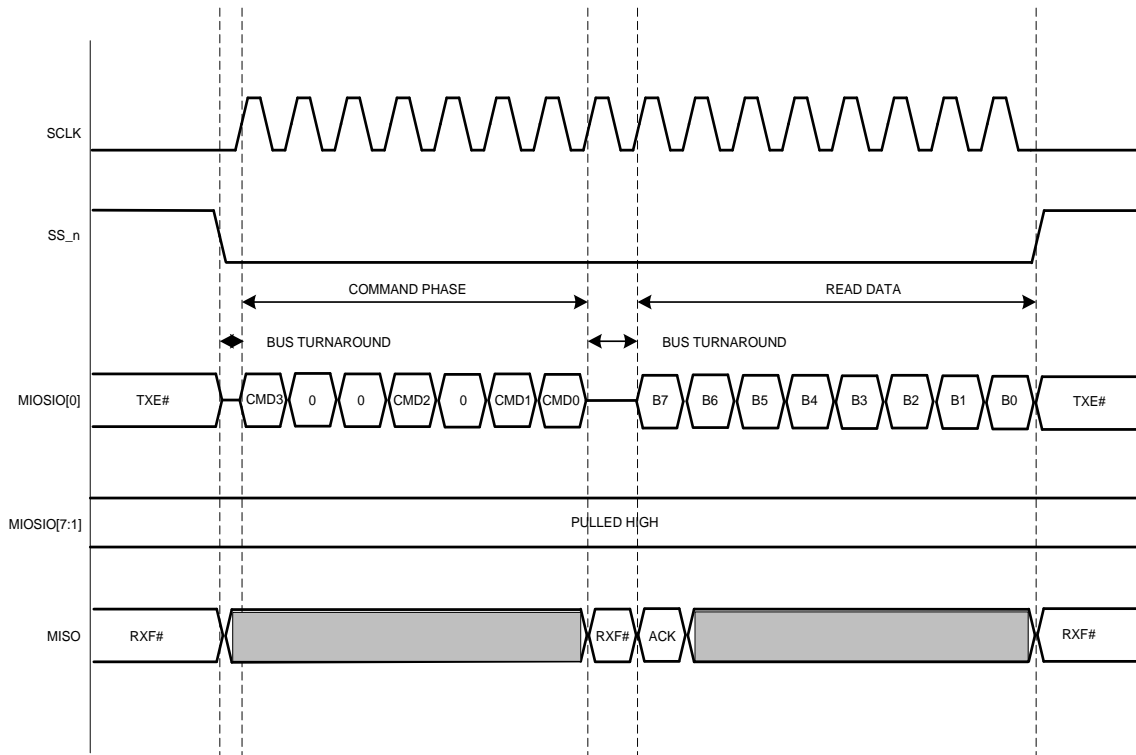 SCLK
SS_n
COMMAND PHASE READ DATA
BUS TURNAROUND BUS TURNAROUND
MIOSIO[0] TXE# CMD3 0 0 CMD2 0 CMD1 CMD0 B7 B6 B5 B4 B3 B2 B1 B0 TXE#
MIOSIO[7:1] PULLED HIGH
MISO RXF# RXF# ACK RXF#